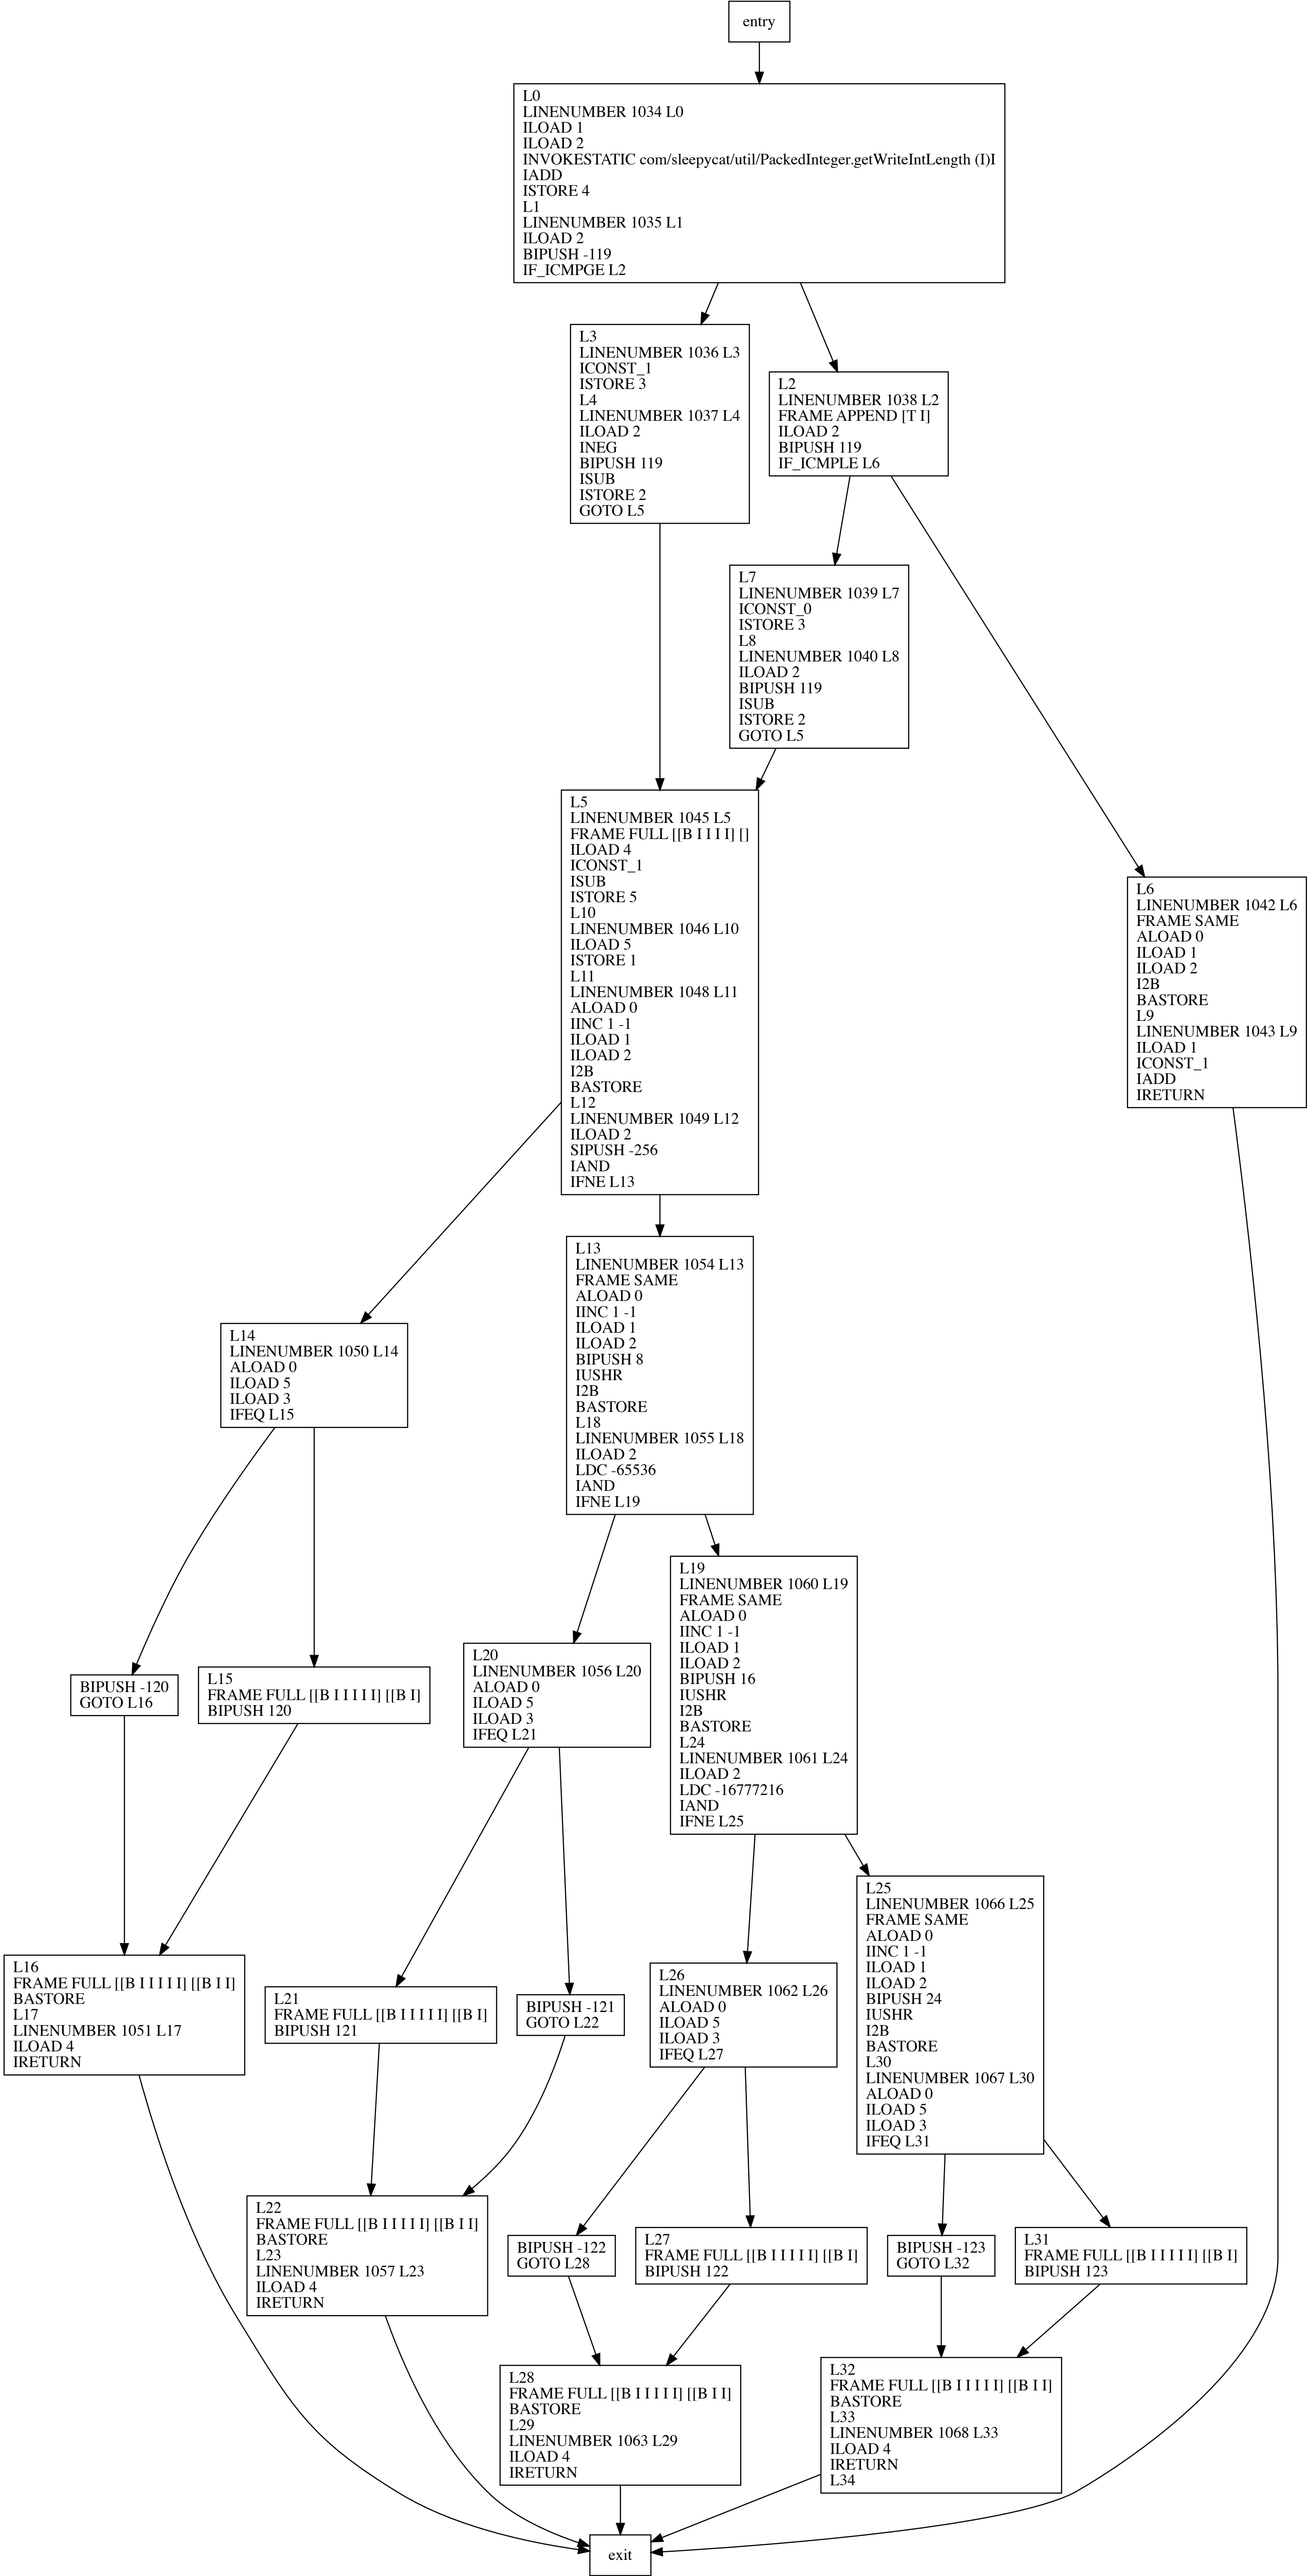 entry
L0
LINENUMBER 1034 L0
ILOAD 1
ILOAD 2
INVOKESTATIC com/sleepycat/util/PackedInteger.getWriteIntLength (I)I
IADD
ISTORE 4
L1
LINENUMBER 1035 L1
ILOAD 2
BIPUSH -119
IF_ICMPGE L2
L3
LINENUMBER 1036 L3
ICONST_1
ISTORE 3
L4
LINENUMBER 1037 L4
ILOAD 2
INEG
BIPUSH 119
ISUB
ISTORE 2
GOTO L5
L2
LINENUMBER 1038 L2
FRAME APPEND [T I]
ILOAD 2
BIPUSH 119
IF_ICMPLE L6
L7
LINENUMBER 1039 L7
ICONST_0
ISTORE 3
L8
LINENUMBER 1040 L8
ILOAD 2
BIPUSH 119
ISUB
ISTORE 2
GOTO L5
L5
LINENUMBER 1045 L5
FRAME FULL [[B I I I I] []
ILOAD 4
ICONST_1
ISUB
ISTORE 5
L10
LINENUMBER 1046 L10
ILOAD 5
ISTORE 1
L11
LINENUMBER 1048 L11
ALOAD 0
IINC 1 -1
ILOAD 1
ILOAD 2
I2B
BASTORE
L12
LINENUMBER 1049 L12
ILOAD 2
SIPUSH -256
IAND
IFNE L13
L6
LINENUMBER 1042 L6
FRAME SAME
ALOAD 0
ILOAD 1
ILOAD 2
I2B
BASTORE
L9
LINENUMBER 1043 L9
ILOAD 1
ICONST_1
IADD
IRETURN
L13
LINENUMBER 1054 L13
FRAME SAME
ALOAD 0
IINC 1 -1
ILOAD 1
ILOAD 2
BIPUSH 8
IUSHR
I2B
BASTORE
L18
LINENUMBER 1055 L18
ILOAD 2
LDC -65536
IAND
IFNE L19
L14
LINENUMBER 1050 L14
ALOAD 0
ILOAD 5
ILOAD 3
IFEQ L15
L19
LINENUMBER 1060 L19
FRAME SAME
ALOAD 0
IINC 1 -1
ILOAD 1
ILOAD 2
BIPUSH 16
IUSHR
I2B
BASTORE
L24
LINENUMBER 1061 L24
ILOAD 2
LDC -16777216
IAND
IFNE L25
BIPUSH -120
GOTO L16
L15
FRAME FULL [[B I I I I I] [[B I]
BIPUSH 120
L20
LINENUMBER 1056 L20
ALOAD 0
ILOAD 5
ILOAD 3
IFEQ L21
L25
LINENUMBER 1066 L25
FRAME SAME
ALOAD 0
IINC 1 -1
ILOAD 1
ILOAD 2
BIPUSH 24
IUSHR
I2B
BASTORE
L30
LINENUMBER 1067 L30
ALOAD 0
ILOAD 5
ILOAD 3
IFEQ L31
L16
FRAME FULL [[B I I I I I] [[B I I]
BASTORE
L17
LINENUMBER 1051 L17
ILOAD 4
IRETURN
L21
FRAME FULL [[B I I I I I] [[B I]
BIPUSH 121
BIPUSH -121
GOTO L22
L26
LINENUMBER 1062 L26
ALOAD 0
ILOAD 5
ILOAD 3
IFEQ L27
L22
FRAME FULL [[B I I I I I] [[B I I]
BASTORE
L23
LINENUMBER 1057 L23
ILOAD 4
IRETURN
BIPUSH -122
GOTO L28
L27
FRAME FULL [[B I I I I I] [[B I]
BIPUSH 122
BIPUSH -123
GOTO L32
L31
FRAME FULL [[B I I I I I] [[B I]
BIPUSH 123
L28
FRAME FULL [[B I I I I I] [[B I I]
BASTORE
L29
LINENUMBER 1063 L29
ILOAD 4
IRETURN
L32
FRAME FULL [[B I I I I I] [[B I I]
BASTORE
L33
LINENUMBER 1068 L33
ILOAD 4
IRETURN
L34
exit